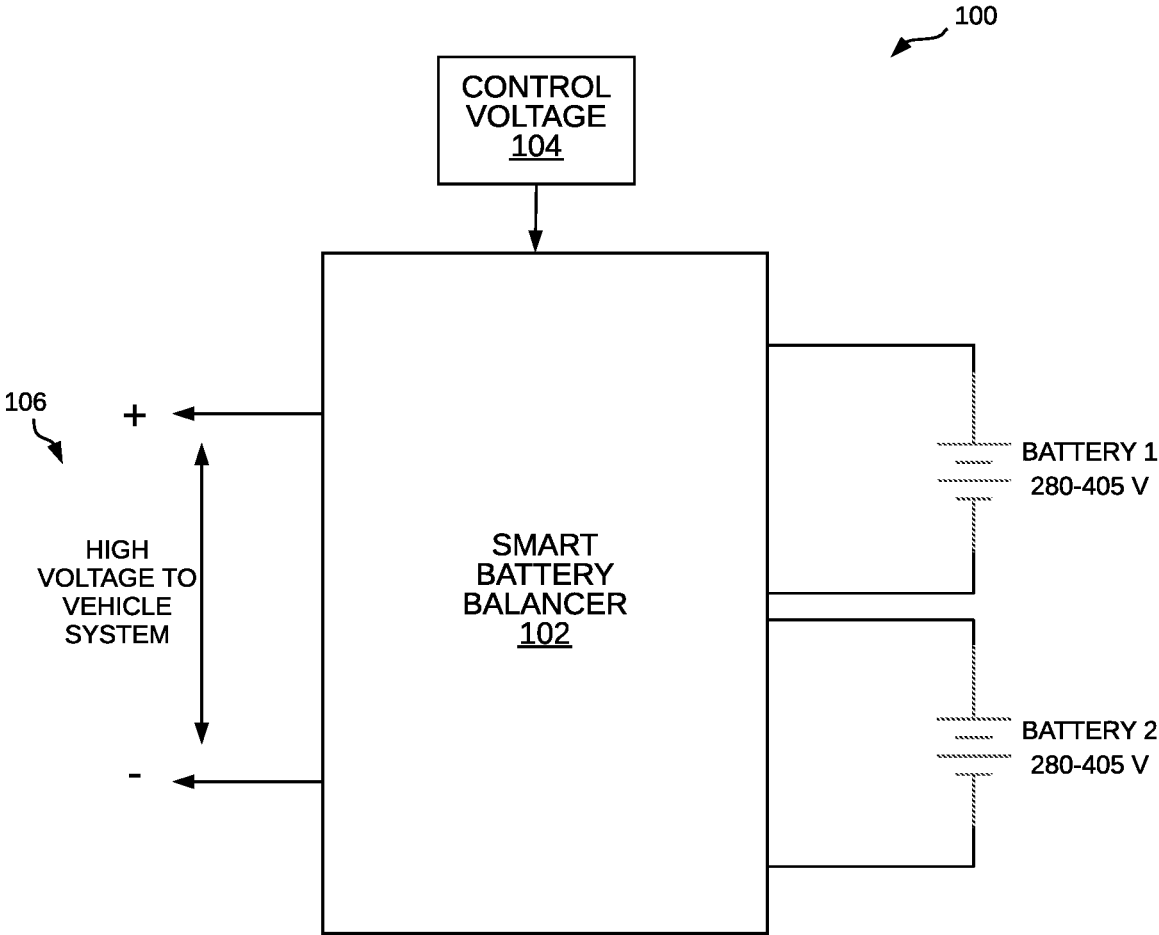 100
CONTROL
VOLTAGE
104
106
+
HIGH
VOLTAGE TO
VEHICLE
SYSTEM
-
SMART
BATTERY
BALANCER
102
BATTERY 1
280-405 V
BATTERY 2
280-405 V